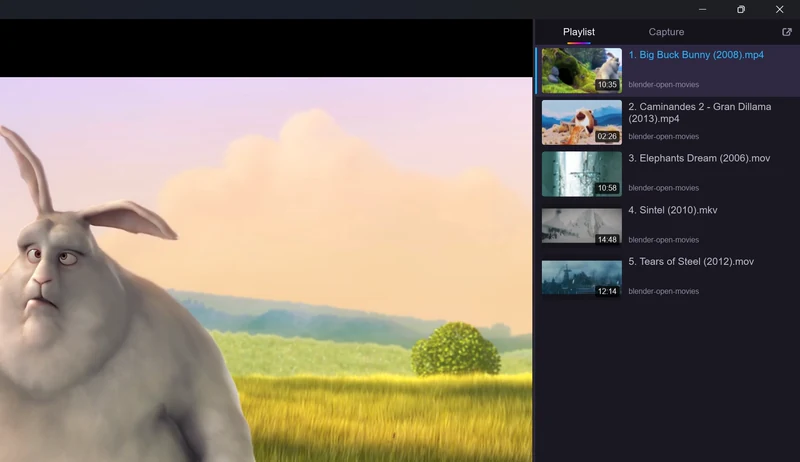 Playlist
Capture
1. Big Buck Bunny (2008).mp4
10:35
blender-open-movies
2. Caminandes 2 - Gran Dillama
(2013).mp4
02:26
blender-open-movies
3. Elephants Dream (2006).mov
10:58
blender-open-movies
4. Sintel (2010).mkv
14:48
blender-open-movies
5. Tears of Steel (2012).mov
12:14
blender-open-movies